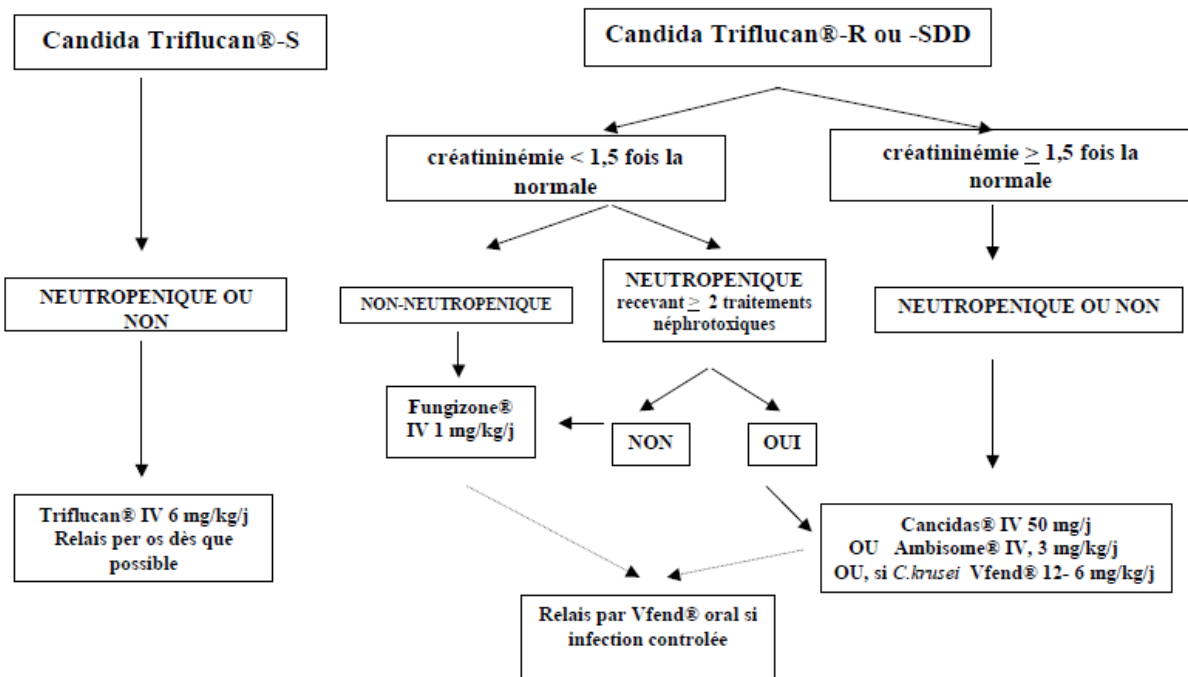 Candida Triflucan®-S
Candida Triflucan®-R ou -SDD
créatininémie < 1,5 fois la
normale
créatininémie ≥ 1,5 fois la
normale
NEUTROPENIQUE OU
NON
NON-NEUTROPENIQUE
NEUTROPENIQUE
recevant ≥ 2 traitements
néphrotoxiques
NEUTROPENIQUE OU NON
Fungizone®
IV 1 mg/kg/j
NON
OUI
Triflucan® IV 6 mg/kg/j
Relais per os dès que
possible
Cancidas® IV 50 mg/j
OU Ambisome® IV, 3 mg/kg/j
OU, si C.krusei Vfend® 12- 6 mg/kg/j
Relais par Vfend® oral si
infection controlée